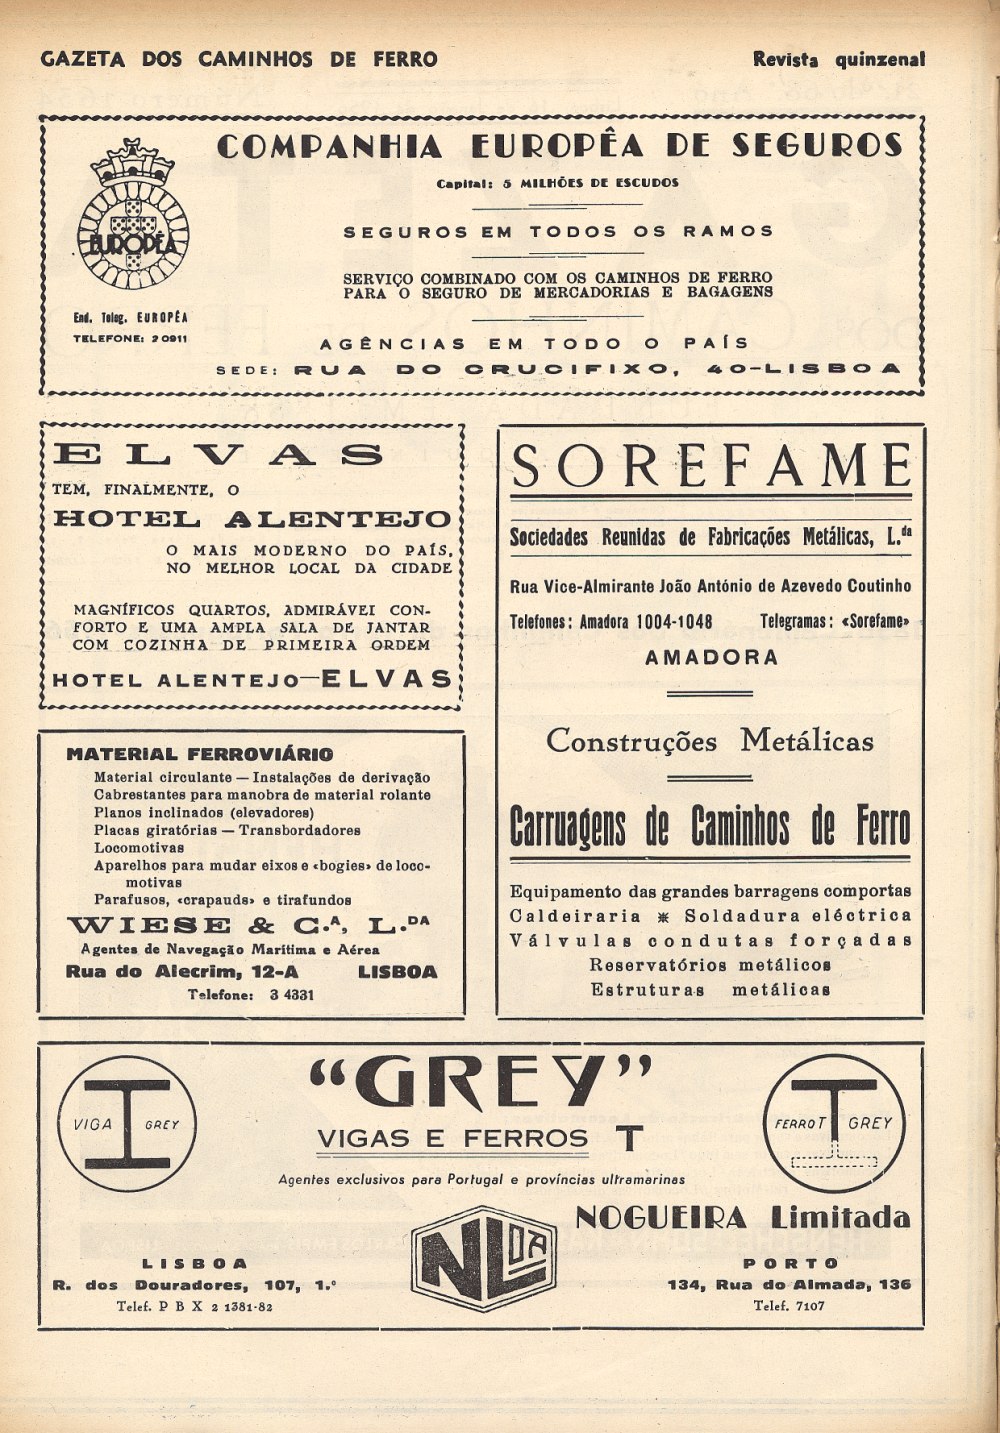 GAZETA DOS CAMINHOS DE FERRO
Revista quinzenal
COMPANHIA EUROPÊA DE SEGUROS
Capital: 5 MILHÕES DE ESCUDOS
SEGUROS EM TODOS OS RAMOS
SERVIÇO COMBINADO COM OS CAMINHOS DE FERRO
PARA O SEGURO DE MERCADORIAS E BAGAGENS
AGÊNCIAS EM TODO O PAÍS
SEDE: RUA DO CRUCIFIXO, 40-LISBOA
EUROPÊA
End. Teleg. EUROPÊA
TELEFONE: 20911
ELVAS
TEM, FINALMENTE, O
HOTEL ALENTEJO
O MAIS MODERNO DO PAÍS,
NO MELHOR LOCAL DA CIDADE
MAGNÍFICOS QUARTOS, ADMIRÁVEI CON-
FORTO E UMA AMPLA SALA DE JANTAR
COM COZINHA DE PRIMEIRA ORDEM
HOTEL ALENTEJO—ELVAS
MATERIAL FERROVIÁRIO
Material circulante — Instalações de derivação
Cabrestantes para manobra de material rolante
Planos inclinados (elevadores)
Placas giratórias — Transbordadores
Locomotivas
Aparelhos para mudar eixos e «bogies» de loco-
motivas
Parafusos, «crapauds» e tirafundos
WIESE & C.ᴬ, L.ᴰᴬ
Agentes de Navegação Marítima e Aérea
Rua do Alecrim, 12-A LISBOA
Telefone: 3 4331
SOREFAME
Sociedades Reunidas de Fabricações Metálicas, L.da
Rua Vice-Almirante João António de Azevedo Coutinho
Telefones: Amadora 1004-1048 Telegramas: «Sorefame»
AMADORA
Construções Metálicas
Carruagens de Caminhos de Ferro
Equipamento das grandes barragens comportas
Caldeiraria * Soldadura eléctrica
Válvulas condutas forçadas
Reservatórios metálicos
Estruturas metálicas
"GREY"
VIGA GREY
VIGAS E FERROS T
FERRO T GREY
Agentes exclusivos para Portugal e províncias ultramarinas
NLDA
NOGUEIRA Limitada
LISBOA
R. dos Douradores, 107, 1.º
Telef. P B X 2 1381-82
PORTO
134, Rua do Almada, 136
Telef. 7107